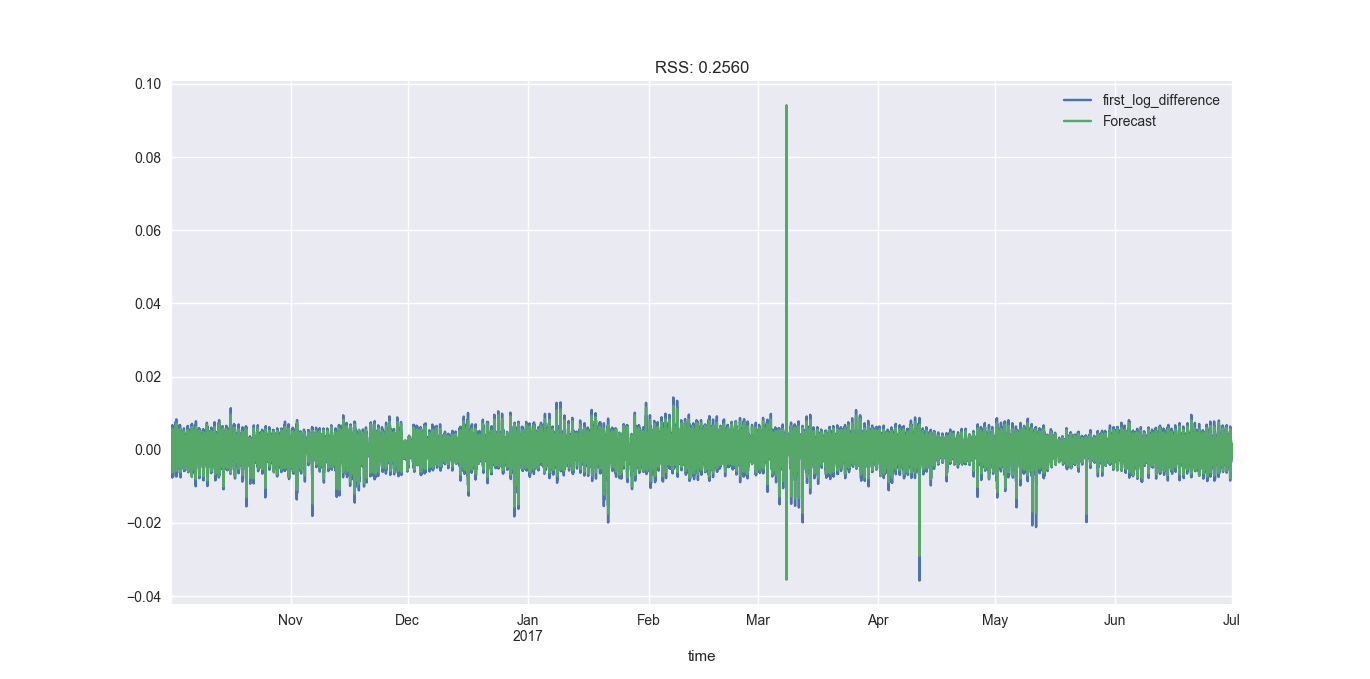 RSS: 0.2560
0.10
first_log_difference
Forecast
0.08
0.06
0.04
0.02
0.00
−0.02
−0.04
Nov
Dec
Jan
2017
Feb
Mar
Apr
May
Jun
Jul
time